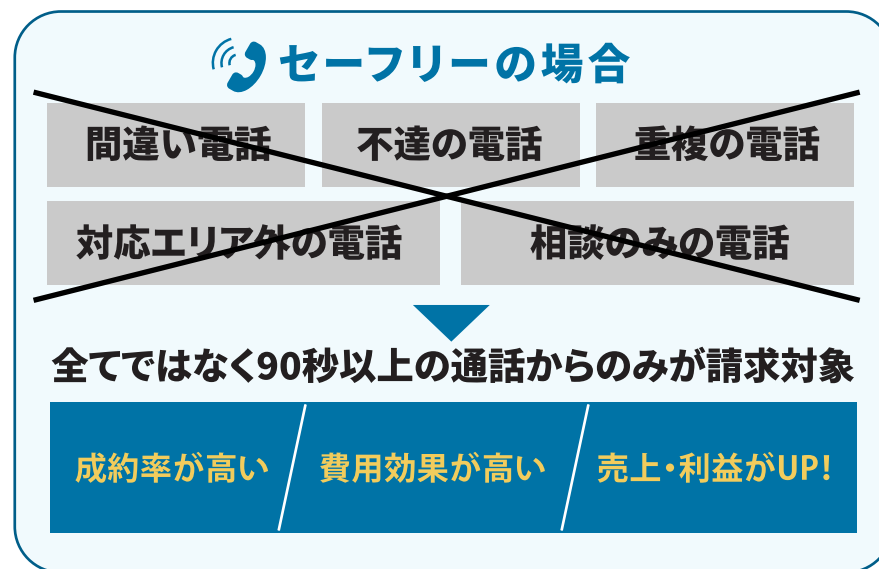 セーフリーの場合
間違い電話 不達の電話 重複の電話
対応エリア外の電話 相談のみの電話
全てではなく90秒以上の通話からのみが請求対象
成約率が高い 費用効果が高い 売上・利益がUP!